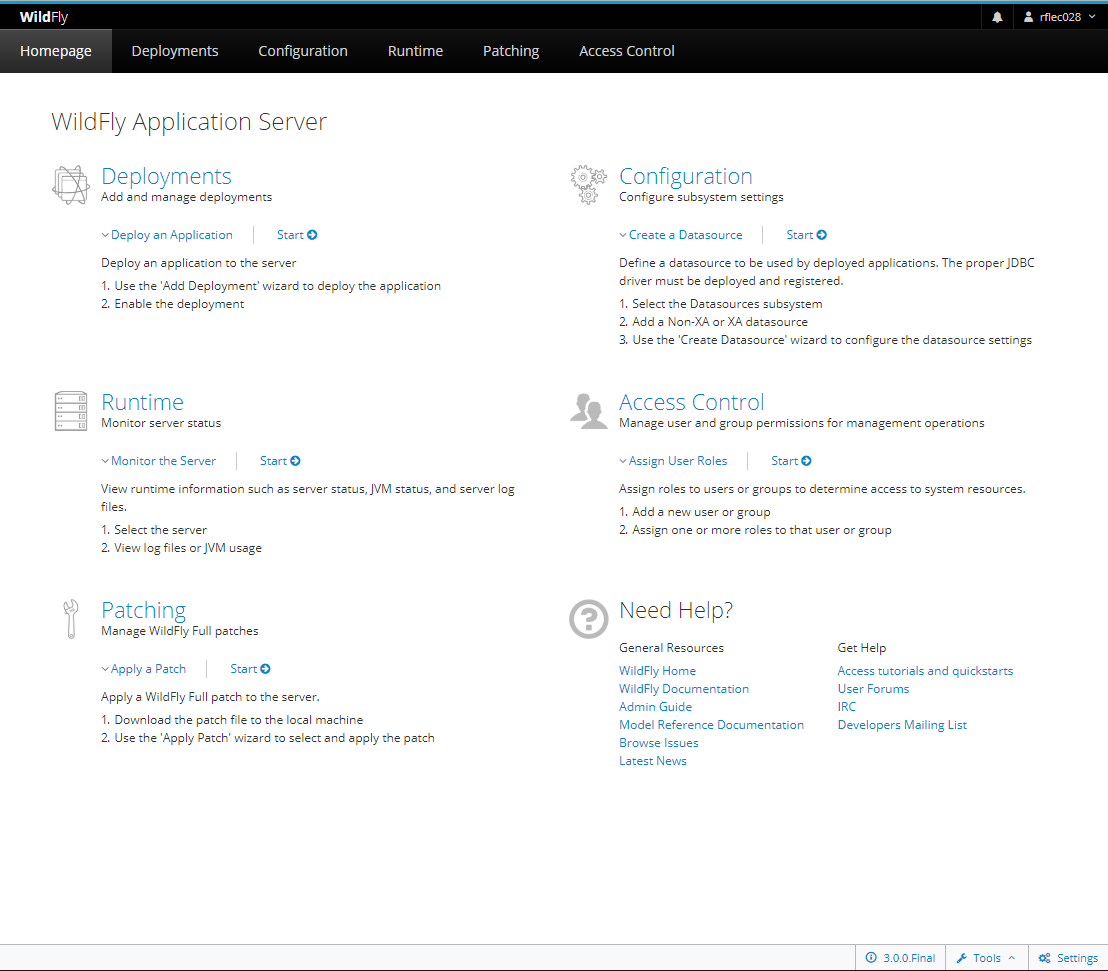 WildFly
rflec028
Homepage Deployments Configuration Runtime Patching Access Control
WildFly Application Server
Deployments
Add and manage deployments
Deploy an Application Start
Deploy an application to the server
1. Use the 'Add Deployment' wizard to deploy the application
2. Enable the deployment
Configuration
Configure subsystem settings
Create a Datasource Start
Define a datasource to be used by deployed applications. The proper JDBC
driver must be deployed and registered.
1. Select the Datasources subsystem
2. Add a Non-XA or XA datasource
3. Use the 'Create Datasource' wizard to configure the datasource settings
Runtime
Monitor server status
Monitor the Server Start
View runtime information such as server status, JVM status, and server log
files.
1. Select the server
2. View log files or JVM usage
Access Control
Manage user and group permissions for management operations
Assign User Roles Start
Assign roles to users or groups to determine access to system resources.
1. Add a new user or group
2. Assign one or more roles to that user or group
Patching
Manage WildFly Full patches
Apply a Patch Start
Apply a WildFly Full patch to the server.
1. Download the patch file to the local machine
2. Use the 'Apply Patch' wizard to select and apply the patch
Need Help?
General Resources
WildFly Home
WildFly Documentation
Admin Guide
Model Reference Documentation
Browse Issues
Latest News
Get Help
Access tutorials and quickstarts
User Forums
IRC
Developers Mailing List
3.0.0.Final Tools Settings